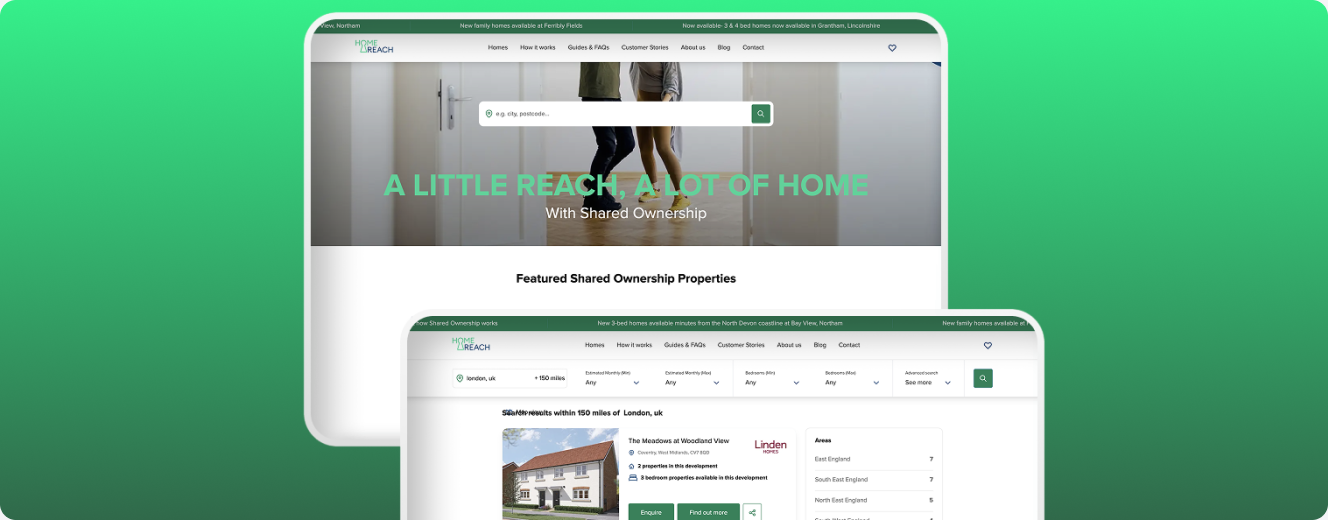 View, Northam New family homes available at Ferribly Fields Now available- 3 & 4 bed homes now available in Grantham, Lincolnshire
HOME
REACH
Homes How it works Guides & FAQs Customer Stories About us Blog Contact
e.g. city, postcode...
A LITTLE REACH, A LOT OF HOME
With Shared Ownership
Featured Shared Ownership Properties
how Shared Ownership works New 3-bed homes available minutes from the North Devon coastline at Bay View, Northam New family homes available at
HOME
REACH
Homes How it works Guides & FAQs Customer Stories About us Blog Contact
Estimated Monthly (Min) Estimated Monthly (Max) Bedrooms (Min) Bedrooms (Max) Advanced search
london, uk + 150 miles Any Any Any Any See more
Search results within 150 miles of London, uk
The Meadows at Woodland View
Linden
HOMES
Coventry, West Midlands,
2 properties in this development
3 bedroom properties available in this development
Enquire Find out more
Areas
East England 7
South East England 7
North East England 5